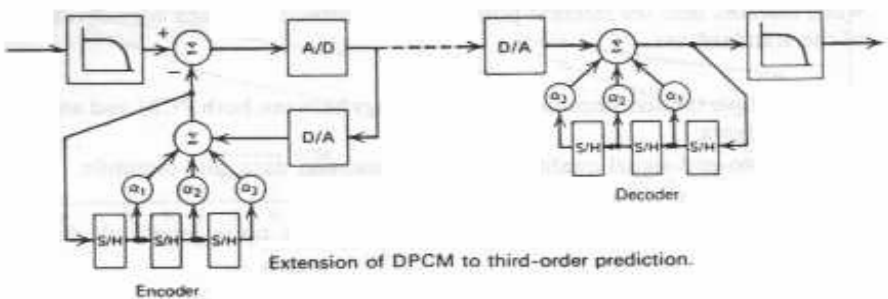 +
Σ
A/D
D/A
Σ
−
α3
α2
α1
Σ
D/A
S/H
S/H
S/H
Decoder
α1
α2
α3
S/H
S/H
S/H
Extension of DPCM to third-order prediction.
Encoder